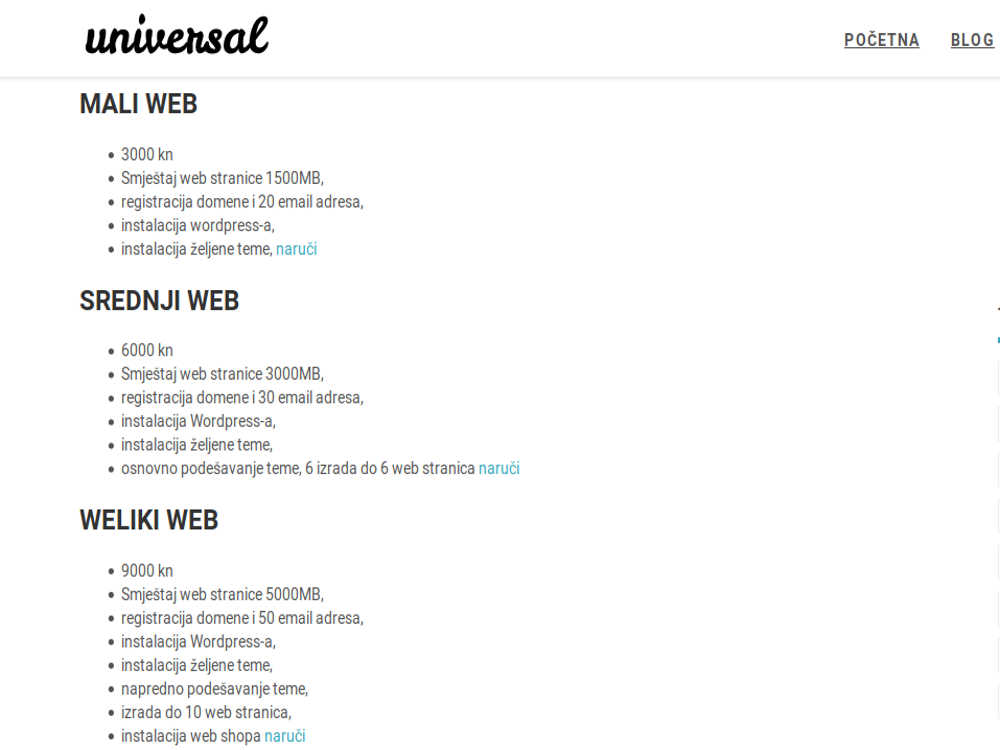 universal
POČETNA BLOG
MALI WEB
3000 kn
Smještaj web stranice 1500MB,
registracija domene i 20 email adresa,
instalacija wordpress-a,
instalacija željene teme, naruči
SREDNJI WEB
6000 kn
Smještaj web stranice 3000MB,
registracija domene i 30 email adresa,
instalacija Wordpress-a,
instalacija željene teme,
osnovno podešavanje teme, 6 izrada do 6 web stranica naruči
WELIKI WEB
9000 kn
Smještaj web stranice 5000MB,
registracija domene i 50 email adresa,
instalacija Wordpress-a,
instalacija željene teme,
napredno podešavanje teme,
izrada do 10 web stranica,
instalacija web shopa naruči